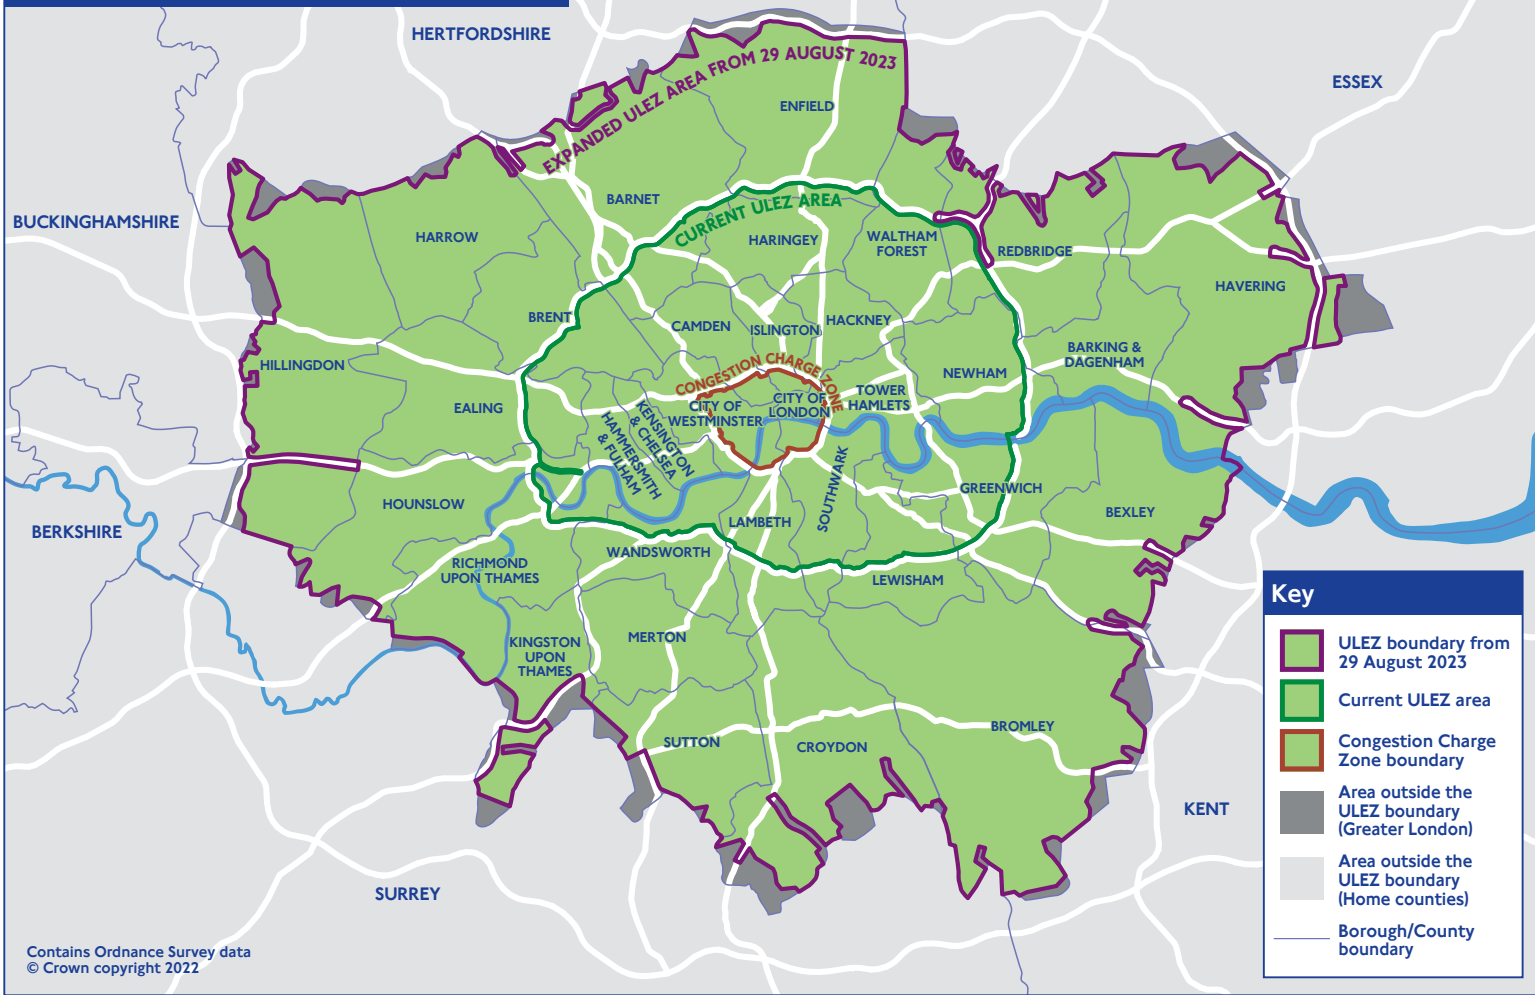 HERTFORDSHIRE
ESSEX
EXPANDED ULEZ AREA FROM 29 AUGUST 2023
ENFIELD
BARNET
BUCKINGHAMSHIRE
CURRENT ULEZ AREA
HARROW
HARINGEY
WALTHAM
FOREST
REDBRIDGE
HAVERING
BRENT
CAMDEN
ISLINGTON
HACKNEY
HILLINGDON
BARKING &
DAGENHAM
CONGESTION CHARGE ZONE
NEWHAM
EALING
CITY OF
WESTMINSTER
CITY OF
LONDON
TOWER
HAMLETS
KENSINGTON
& CHELSEA
HAMMERSMITH
& FULHAM
SOUTHWARK
GREENWICH
HOUNSLOW
BEXLEY
LAMBETH
BERKSHIRE
WANDSWORTH
RICHMOND
UPON THAMES
LEWISHAM
MERTON
KINGSTON
UPON
THAMES
SUTTON
CROYDON
BROMLEY
KENT
SURREY
Key
ULEZ boundary from
29 August 2023
Current ULEZ area
Congestion Charge
Zone boundary
Area outside the
ULEZ boundary
(Greater London)
Area outside the
ULEZ boundary
(Home counties)
Borough/County
boundary
Contains Ordnance Survey data
© Crown copyright 2022